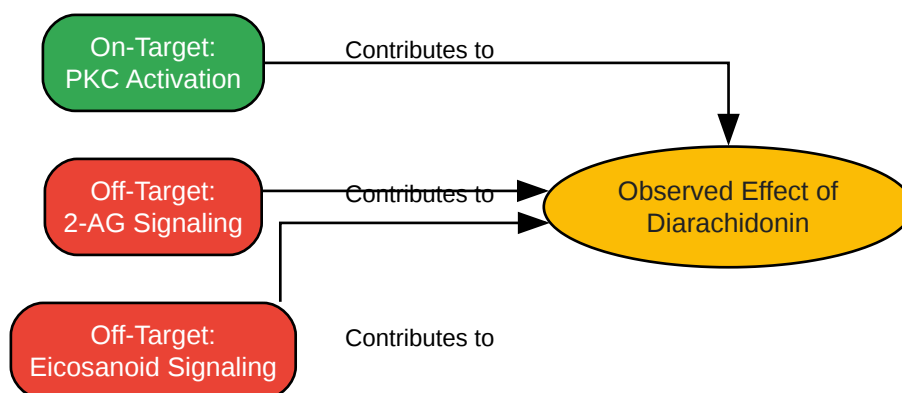 On-Target:
PKC Activation
Contributes to
Off-Target:
2-AG Signaling
Contributes to
Observed Effect of
Diarachidonin
Off-Target:
Eicosanoid Signaling
Contributes to